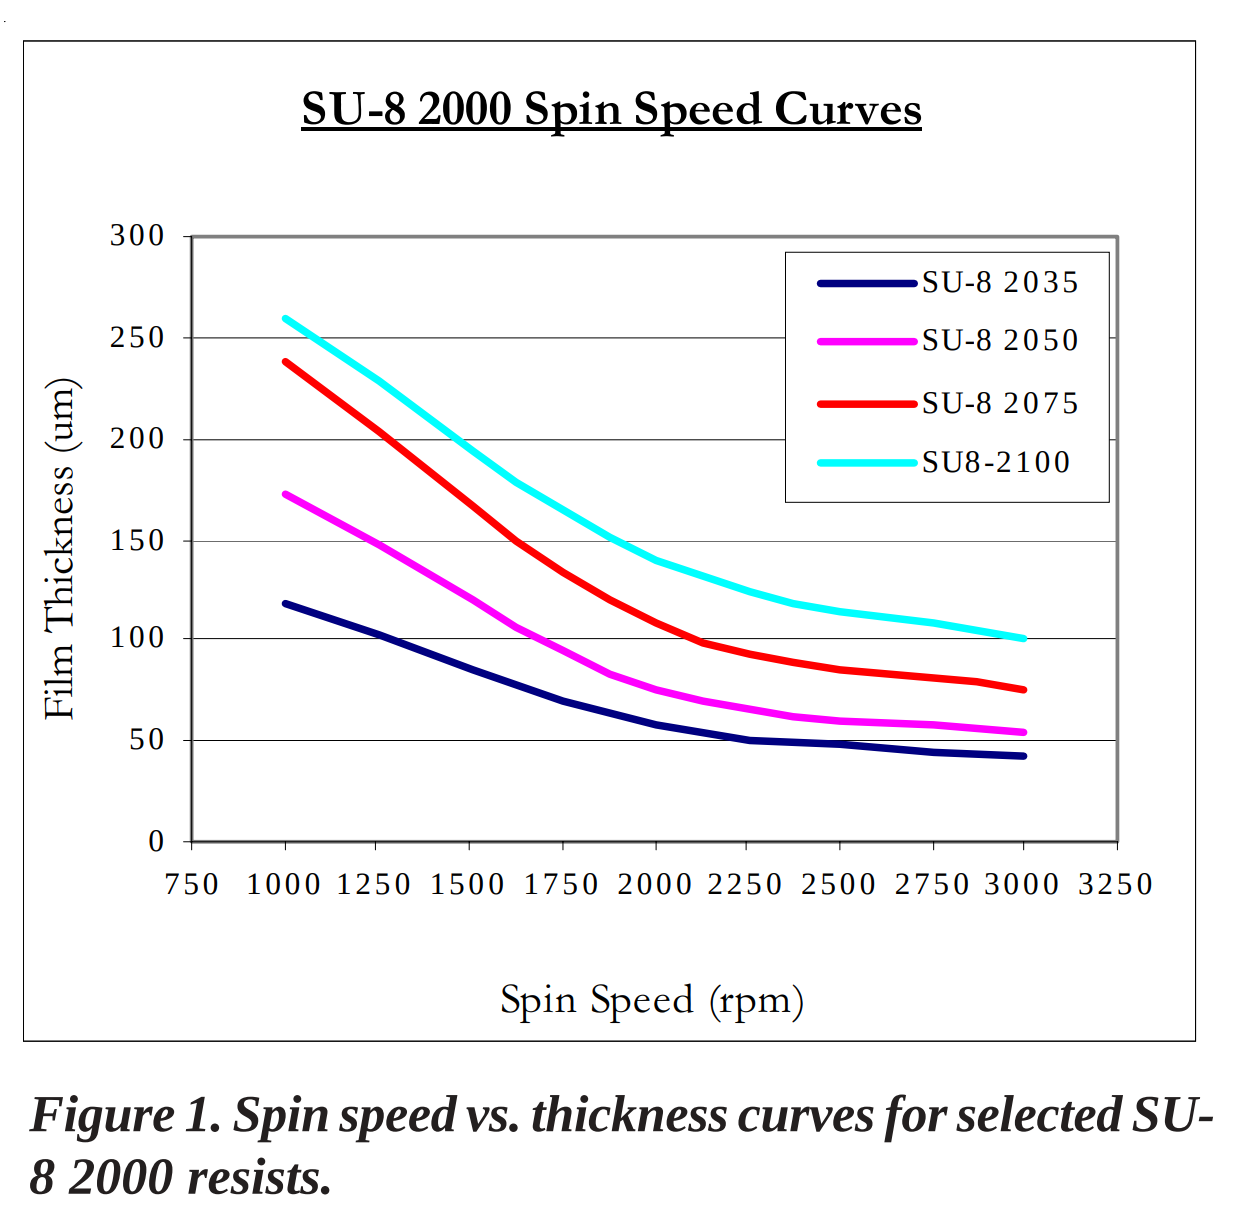 SU-8 2000 Spin Speed Curves
300
250
200
150
100
50
0
Film Thickness (um)
SU-8 2035
SU-8 2050
SU-8 2075
SU8-2100
750 1000 1250 1500 1750 2000 2250 2500 2750 3000 3250
Spin Speed (rpm)
Figure 1. Spin speed vs. thickness curves for selected SU-
8 2000 resists.